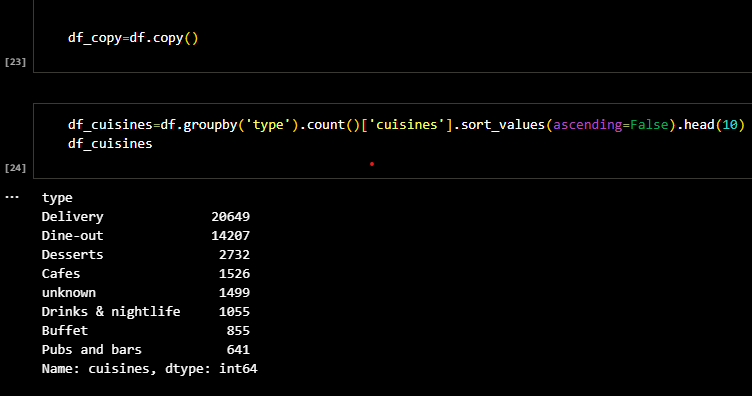 df_copy=df.copy()
[23]
df_cuisines=df.groupby('type').count()['cuisines'].sort_values(ascending=False).head(10)
df_cuisines
[24]
...
type
Delivery 20649
Dine-out 14207
Desserts 2732
Cafes 1526
unknown 1499
Drinks & nightlife 1055
Buffet 855
Pubs and bars 641
Name: cuisines, dtype: int64